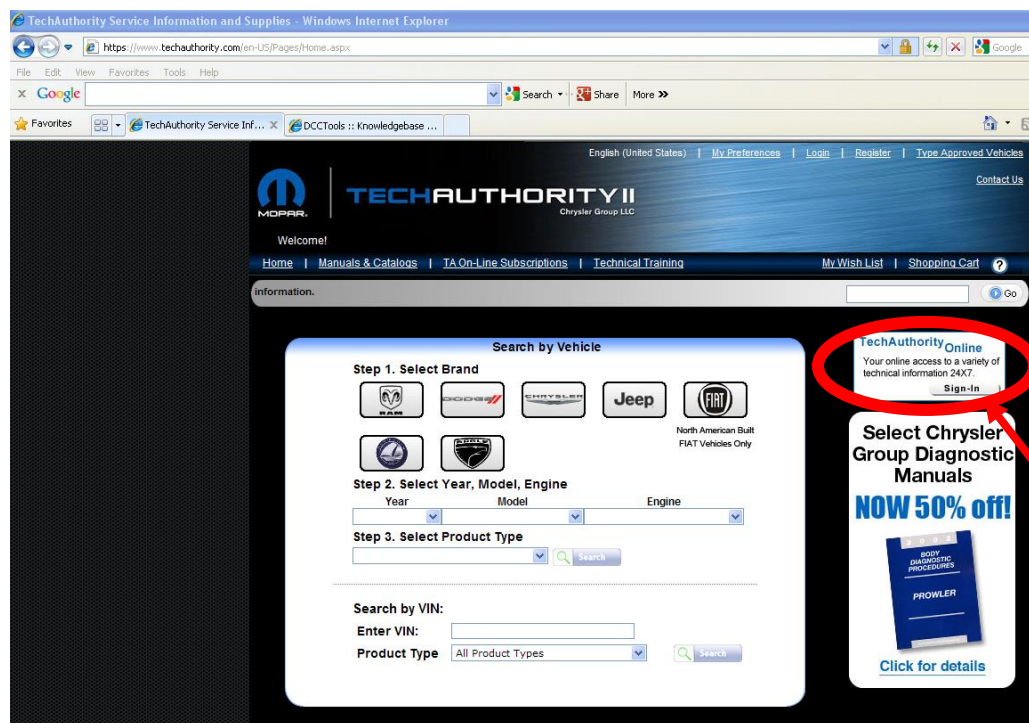 TechAuthority Service Information and Supplies - Windows Internet Explorer
https://www.techauthority.com/en-US/Pages/Home.aspx
Google
File Edit View Favorites Tools Help
x Google Search Share More »
Favorites TechAuthority Service Inf... X DCCTools :: Knowledgebase ...
English (United States) | My Preferences | Login | Register | Type Approved Vehicles
Contact Us
MOPAR.
TECHAUTHORITY II
Chrysler Group LLC
Welcome!
Home | Manuals & Catalogs | TA On-Line Subscriptions | Technical Training
My Wish List | Shopping Cart ?
information.
Go
Search by Vehicle
Step 1. Select Brand
RAM DODGE CHRYSLER Jeep FIAT
North American Built
FIAT Vehicles Only
Step 2. Select Year, Model, Engine
Year Model Engine
Step 3. Select Product Type
Search
Search by VIN:
Enter VIN:
Product Type All Product Types Search
TechAuthority Online
Your online access to a variety of
technical information 24X7.
Sign-In
Select Chrysler
Group Diagnostic
Manuals
NOW 50% off!
2002
BODY
DIAGNOSTIC
PROCEDURES
PROWLER
Click for details